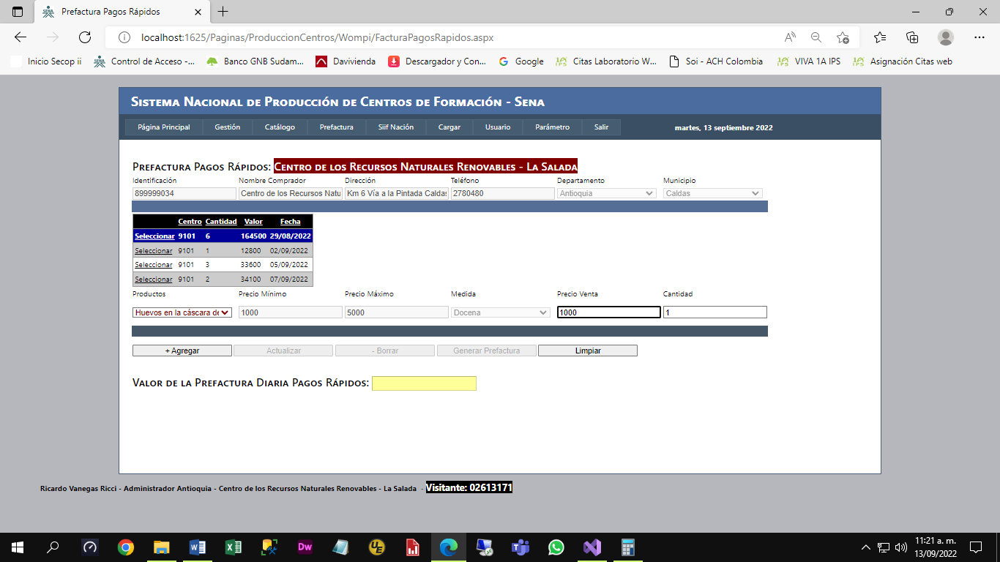 Prefactura Pagos Rápidos
localhost:1625/Paginas/ProduccionCentros/Wompi/FacturaPagosRapidos.aspx
Inicio Secop ii Control de Acceso -... Banco GNB Sudam... Davivienda Descargador y Con... Google Citas Laboratorio W... Soi - ACH Colombia VIVA 1A IPS Asignación Citas web
Sistema Nacional de Producción de Centros de Formación - Sena
Página Principal Gestión Catálogo Prefactura Siif Nación Cargar Usuario Parámetro Salir martes, 13 septiembre 2022
Prefactura Pagos Rápidos: Centro de los Recursos Naturales Renovables - La Salada
Identificación Nombre Comprador Dirección Teléfono Departamento Municipio
899999034 Centro de los Recursos Natu Km 6 Vía a la Pintada Caldas 2780480 Antioquia Caldas
Centro Cantidad Valor Fecha
Seleccionar 9101 6 164500 29/08/2022
Seleccionar 9101 1 12800 02/09/2022
Seleccionar 9101 3 33600 05/09/2022
Seleccionar 9101 2 34100 07/09/2022
Productos Precio Mínimo Precio Máximo Medida Precio Venta Cantidad
Huevos en la cáscara de 1000 5000 Docena 1000 1
+ Agregar Actualizar - Borrar Generar Prefactura Limpiar
Valor de la Prefactura Diaria Pagos Rápidos:
Ricardo Vanegas Ricci - Administrador Antioquia - Centro de los Recursos Naturales Renovables - La Salada - Visitante: 02613171
11:21 a. m.
13/09/2022